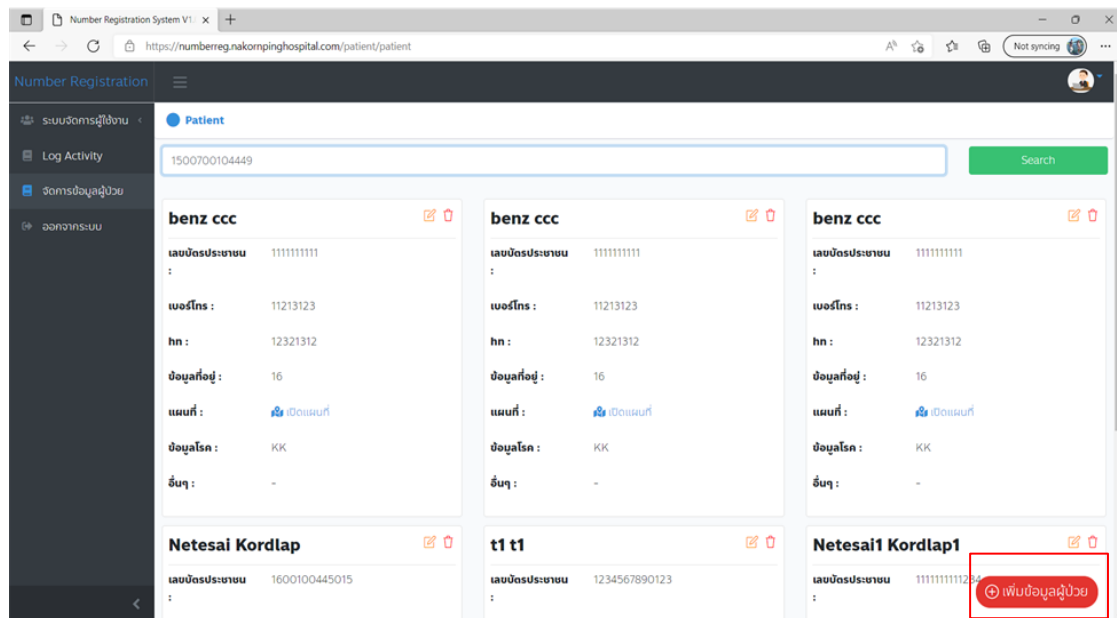 Number Registration System V1.
https://numberreg.nakornpinghospital.com/patient/patient
Not syncing
Number Registration
ระบบจัดการผู้ใช้งาน
Patient
Log Activity
1500700104449
Search
จัดการข้อมูลผู้ป่วย
ออกจากระบบ
benz ccc benz ccc benz ccc
เลขบัตรประชาชน : 1111111111 เลขบัตรประชาชน : 1111111111 เลขบัตรประชาชน : 1111111111
เบอร์โทร : 11213123 เบอร์โทร : 11213123 เบอร์โทร : 11213123
hn : 12321312 hn : 12321312 hn : 12321312
ข้อมูลที่อยู่ : 16 ข้อมูลที่อยู่ : 16 ข้อมูลที่อยู่ : 16
แผนที่ : เปิดแผนที่ แผนที่ : เปิดแผนที่ แผนที่ : เปิดแผนที่
ข้อมูลโรค : KK ข้อมูลโรค : KK ข้อมูลโรค : KK
อื่นๆ : - อื่นๆ : - อื่นๆ : -
Netesai Kordlap t1 t1 Netesai1 Kordlap1
เลขบัตรประชาชน : 1600100445015 เลขบัตรประชาชน : 1234567890123 เลขบัตรประชาชน :
เพิ่มข้อมูลผู้ป่วย